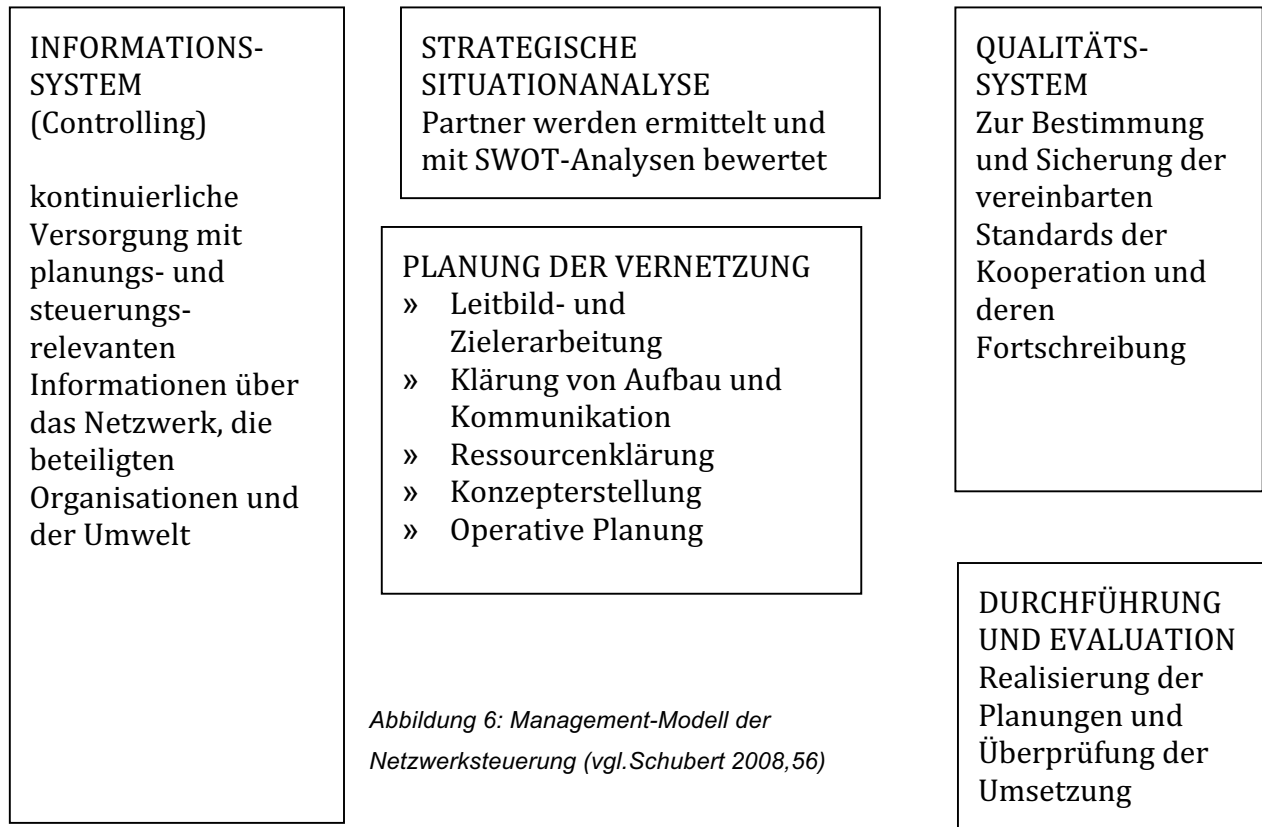 INFORMATIONS-
SYSTEM
(Controlling)
kontinuierliche
Versorgung mit
planungs- und
steuerungs-
relevanten
Informationen über
das Netzwerk, die
beteiligten
Organisationen und
der Umwelt
STRATEGISCHE
SITUATIONANALYSE
Partner werden ermittelt und
mit SWOT-Analysen bewertet
PLANUNG DER VERNETZUNG
» Leitbild- und
Zielerarbeitung
» Klärung von Aufbau und
Kommunikation
» Ressourcenklärung
» Konzepterstellung
» Operative Planung
Abbildung 6: Management-Modell der
Netzwerksteuerung (vgl.Schubert 2008,56)
QUALITÄTS-
SYSTEM
Zur Bestimmung
und Sicherung der
vereinbarten
Standards der
Kooperation und
deren
Fortschreibung
DURCHFÜHRUNG
UND EVALUATION
Realisierung der
Planungen und
Überprüfung der
Umsetzung